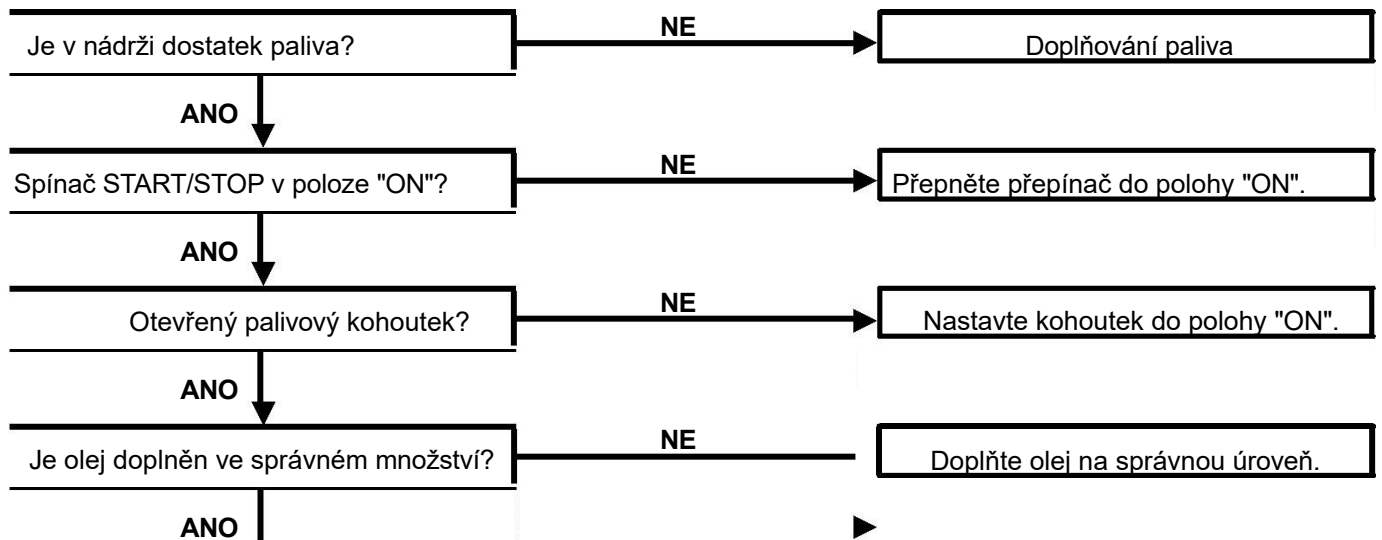 Je v nádrži dostatek paliva?
NE
Doplňování paliva
ANO
Spínač START/STOP v poloze "ON"?
NE
Přepněte přepínač do polohy "ON".
ANO
Otevřený palivový kohoutek?
NE
Nastavte kohoutek do polohy "ON".
ANO
Je olej doplněn ve správném množství?
NE
Doplňte olej na správnou úroveň.
ANO